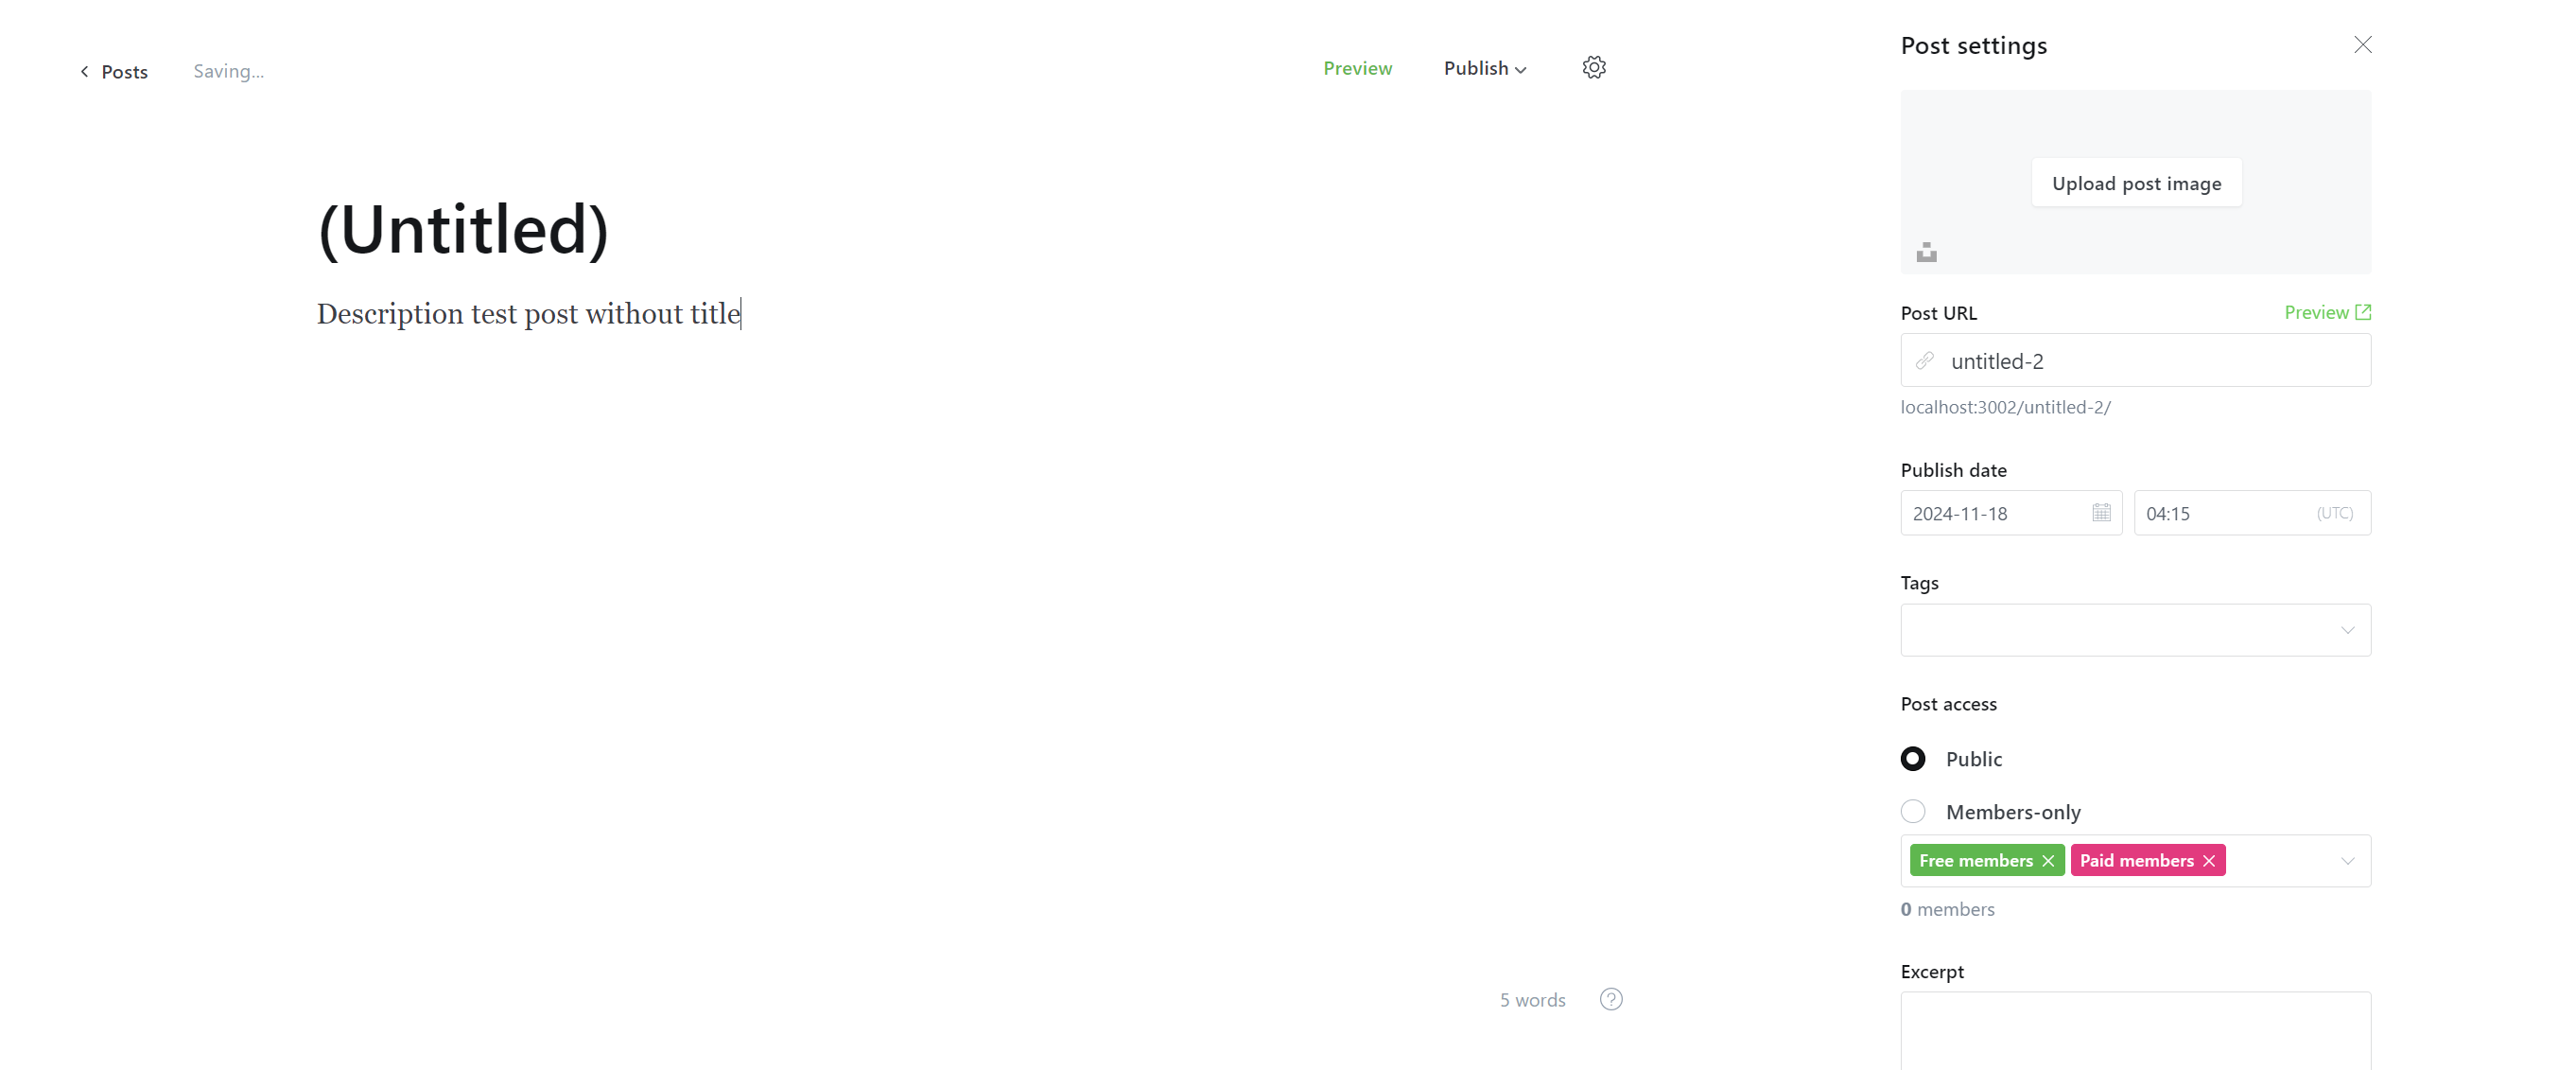 Posts
Saving...
Preview
Publish
(Untitled)
Description test post without title
5 words
?
Post settings
Upload post image
Post URL
Preview
untitled-2
localhost:3002/untitled-2/
Publish date
2024-11-18
04:15
(UTC)
Tags
Post access
Public
Members-only
Free members
Paid members
0 members
Excerpt